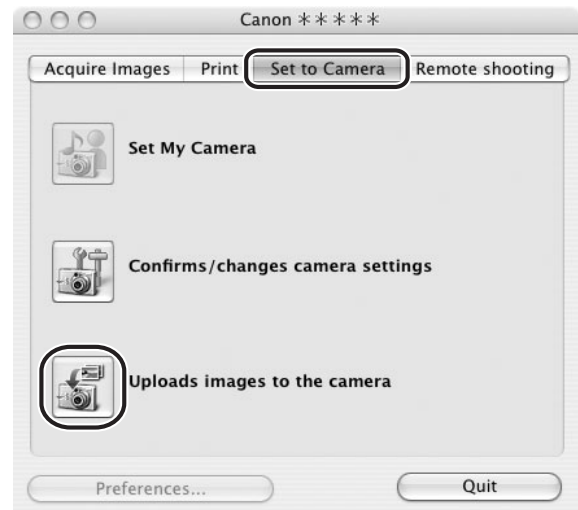 Canon *****
Acquire Images Print Set to Camera Remote shooting
Set My Camera
Confirms/changes camera settings
Uploads images to the camera
Preferences... Quit